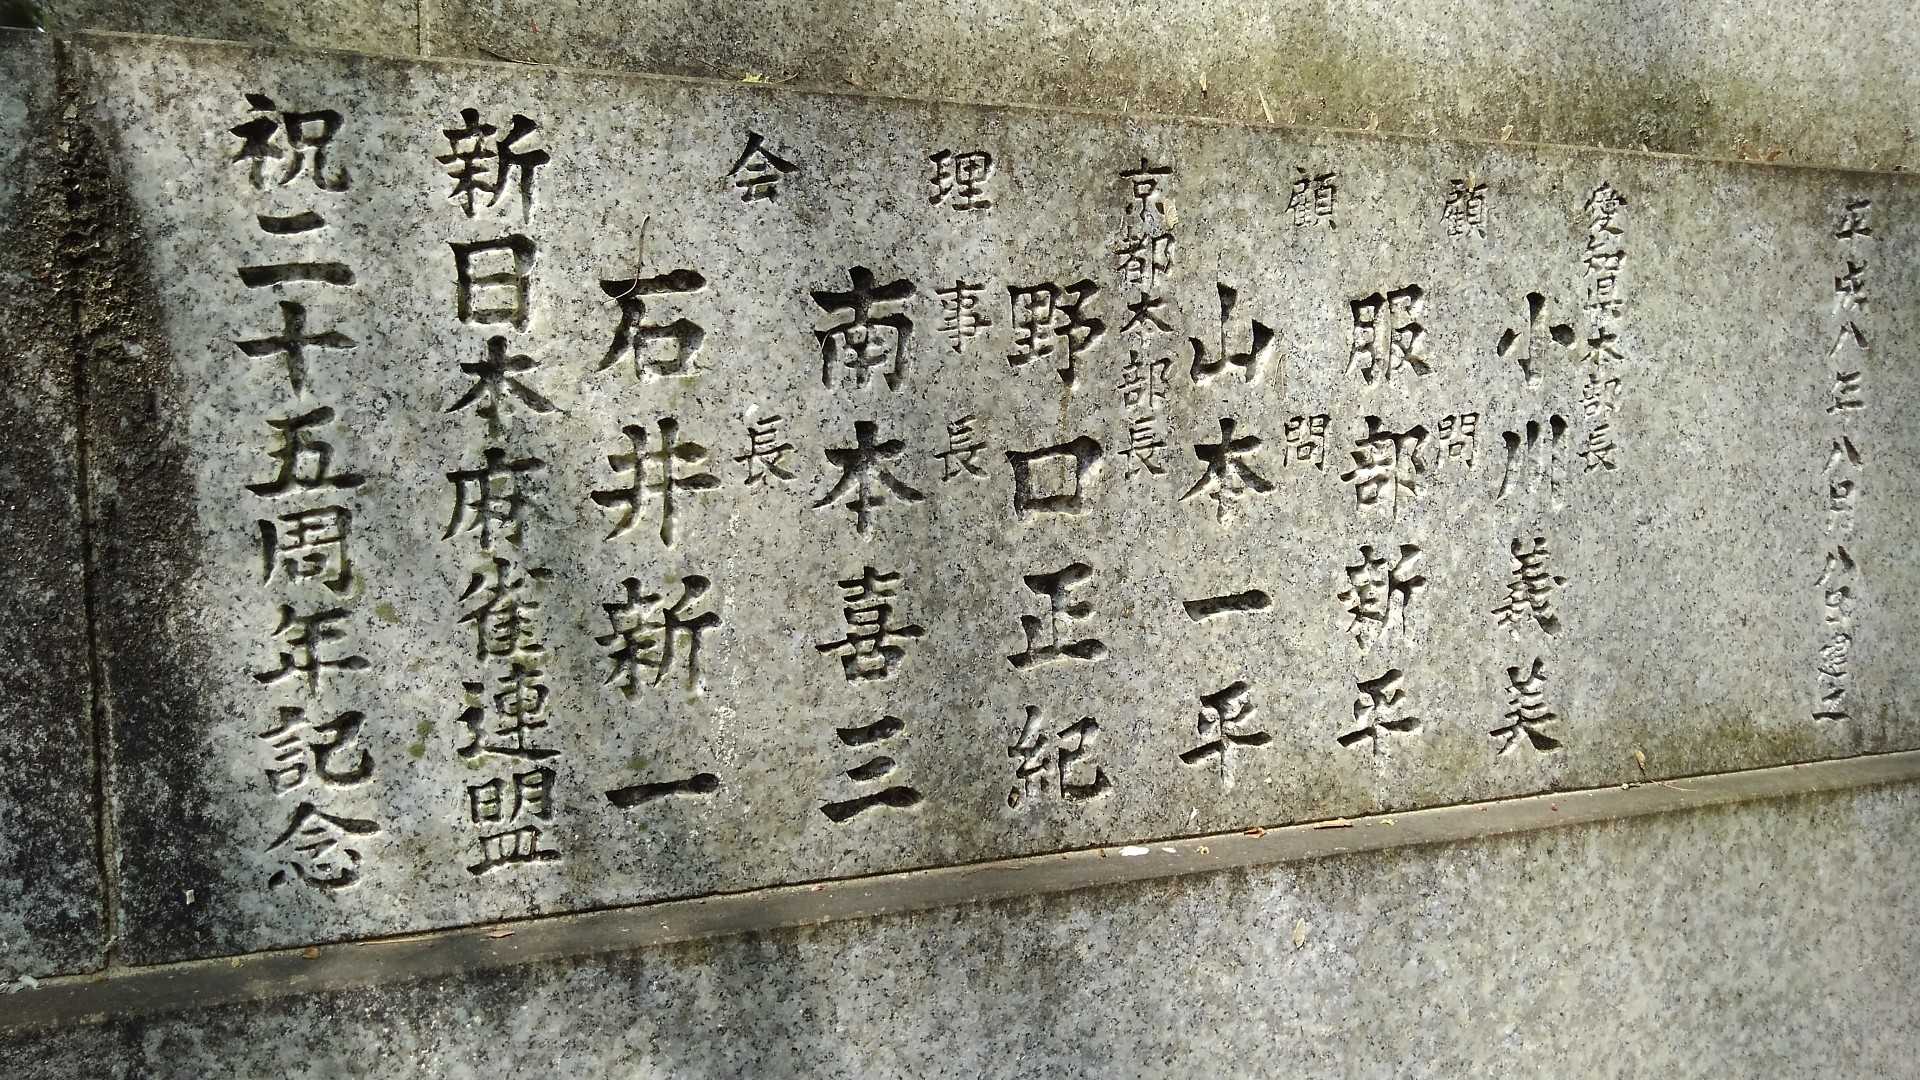 祝二十五周年記念
新日本麻雀連盟
会長
石井新一
理事長
南本喜三
京都本部長
野口正紀
顧問
山本一平
顧問
服部新平
愛知県本部長
小川義美
平成八年八月八日建之